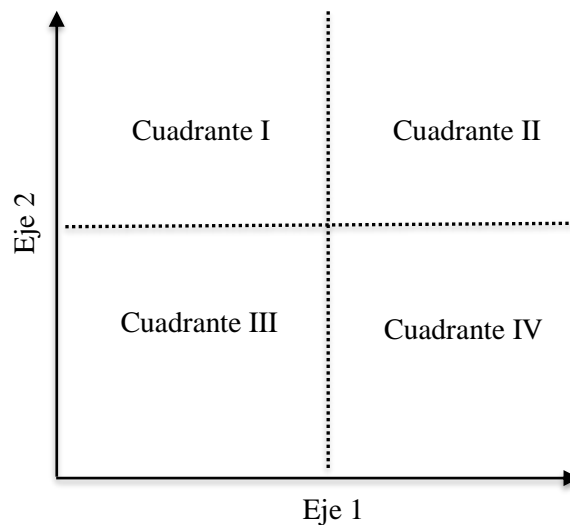 Cuadrante I
Cuadrante II
Eje 2
Cuadrante III
Cuadrante IV
Eje 1